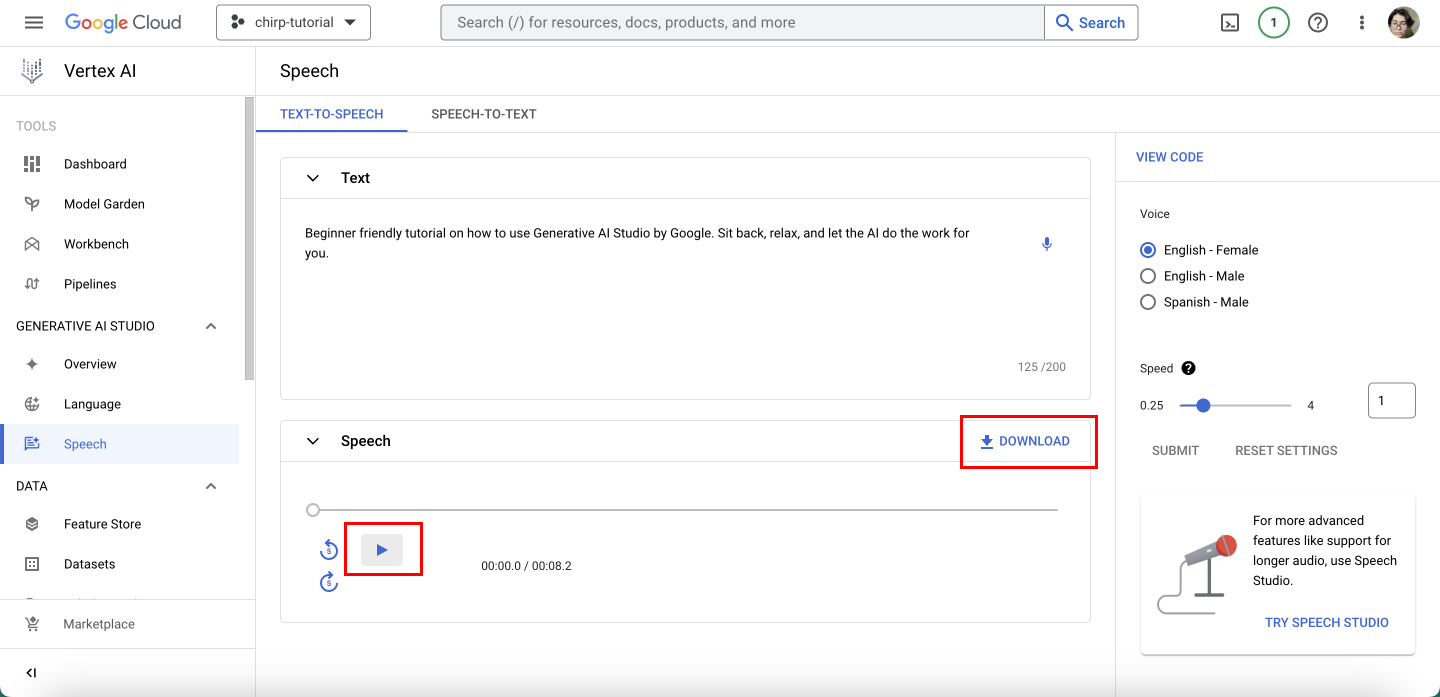 Google Cloud
chirp-tutorial
Search (/) for resources, docs, products, and more
Search
1
Vertex AI
Speech
TOOLS
Dashboard
Model Garden
Workbench
Pipelines
GENERATIVE AI STUDIO
Overview
Language
Speech
DATA
Feature Store
Datasets
Marketplace
TEXT-TO-SPEECH
SPEECH-TO-TEXT
Text
Beginner friendly tutorial on how to use Generative AI Studio by Google. Sit back, relax, and let the AI do the work for
you.
125 /200
Speech
DOWNLOAD
5
5
00:00.0 / 00:08.2
VIEW CODE
Voice
English - Female
English - Male
Spanish - Male
Speed
0.25
4
1
SUBMIT
RESET SETTINGS
For more advanced
features like support for
longer audio, use Speech
Studio.
TRY SPEECH STUDIO